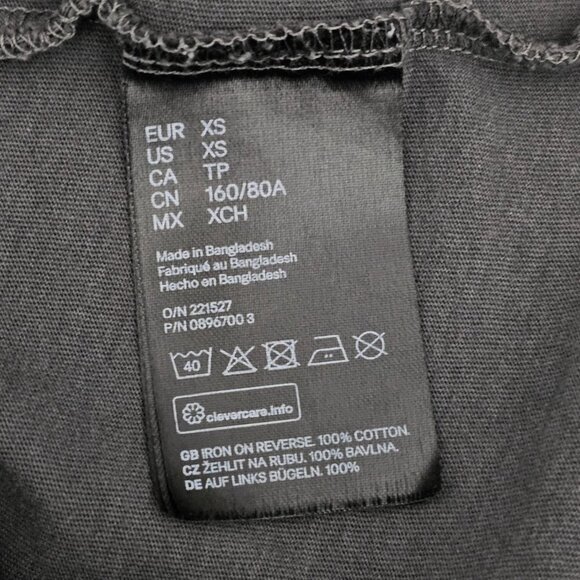 EUR XS
US XS
CA TP
CN 160/80A
MX XCH
Made in Bangladesh
Fabriqué au Bangladesh
Hecho en Bangladesh
O/N 221527
P/N 0896700 3
40
clevercare.info
GB IRON ON REVERSE. 100% COTTON.
CZ ŽEHLIT NA RUBU. 100% BAVLNA.
DE AUF LINKS BÜGELN. 100%